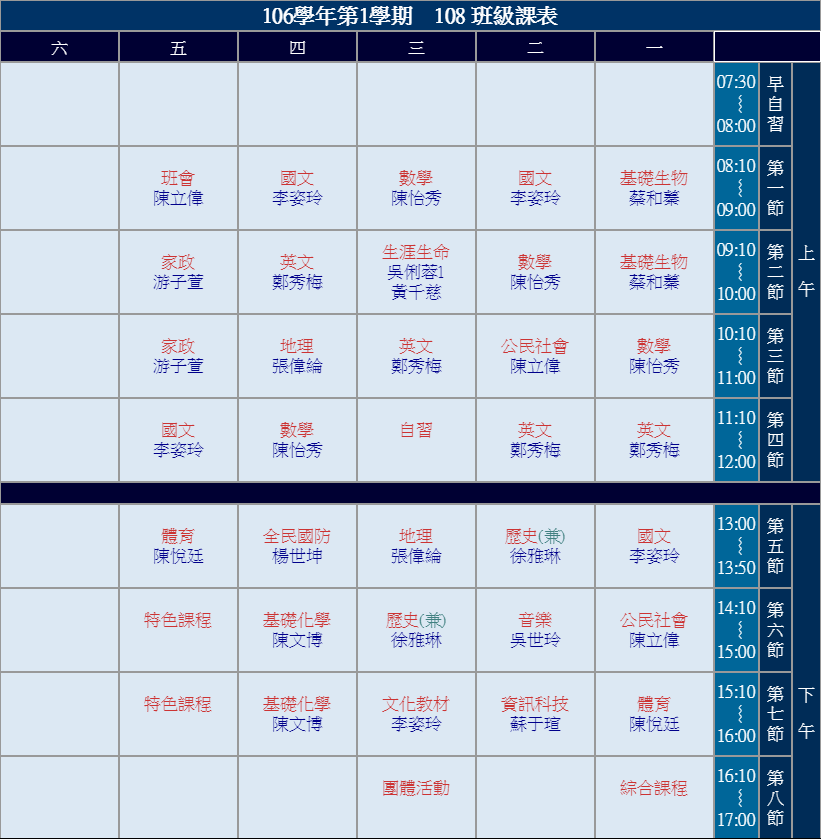 106學年第1學期　108 班級課表
六 五 四 三 二 一
07:30
︴
08:00
早自習
班會 國文 數學 國文 基礎生物
陳立偉 李姿玲 陳怡秀 李姿玲 蔡和蓁
08:10
︴
09:00
第一節
家政 英文 生涯生命 數學 基礎生物
游子萱 鄭秀梅 吳俐蓉1 陳怡秀 蔡和蓁
黃千慈
09:10
︴
10:00
第二節
上午
家政 地理 英文 公民社會 數學
游子萱 張偉綸 鄭秀梅 陳立偉 陳怡秀
10:10
︴
11:00
第三節
國文 數學 自習 英文 英文
李姿玲 陳怡秀 鄭秀梅 鄭秀梅
11:10
︴
12:00
第四節
體育 全民國防 地理 歷史(兼) 國文
陳悅廷 楊世坤 張偉綸 徐雅琳 李姿玲
13:00
︴
13:50
第五節
特色課程 基礎化學 歷史(兼) 音樂 公民社會
陳文博 徐雅琳 吳世玲 陳立偉
14:10
︴
15:00
第六節
特色課程 基礎化學 文化教材 資訊科技 體育
陳文博 李姿玲 蘇于瑄 陳悅廷
15:10
︴
16:00
第七節
下午
團體活動 綜合課程
16:10
︴
17:00
第八節